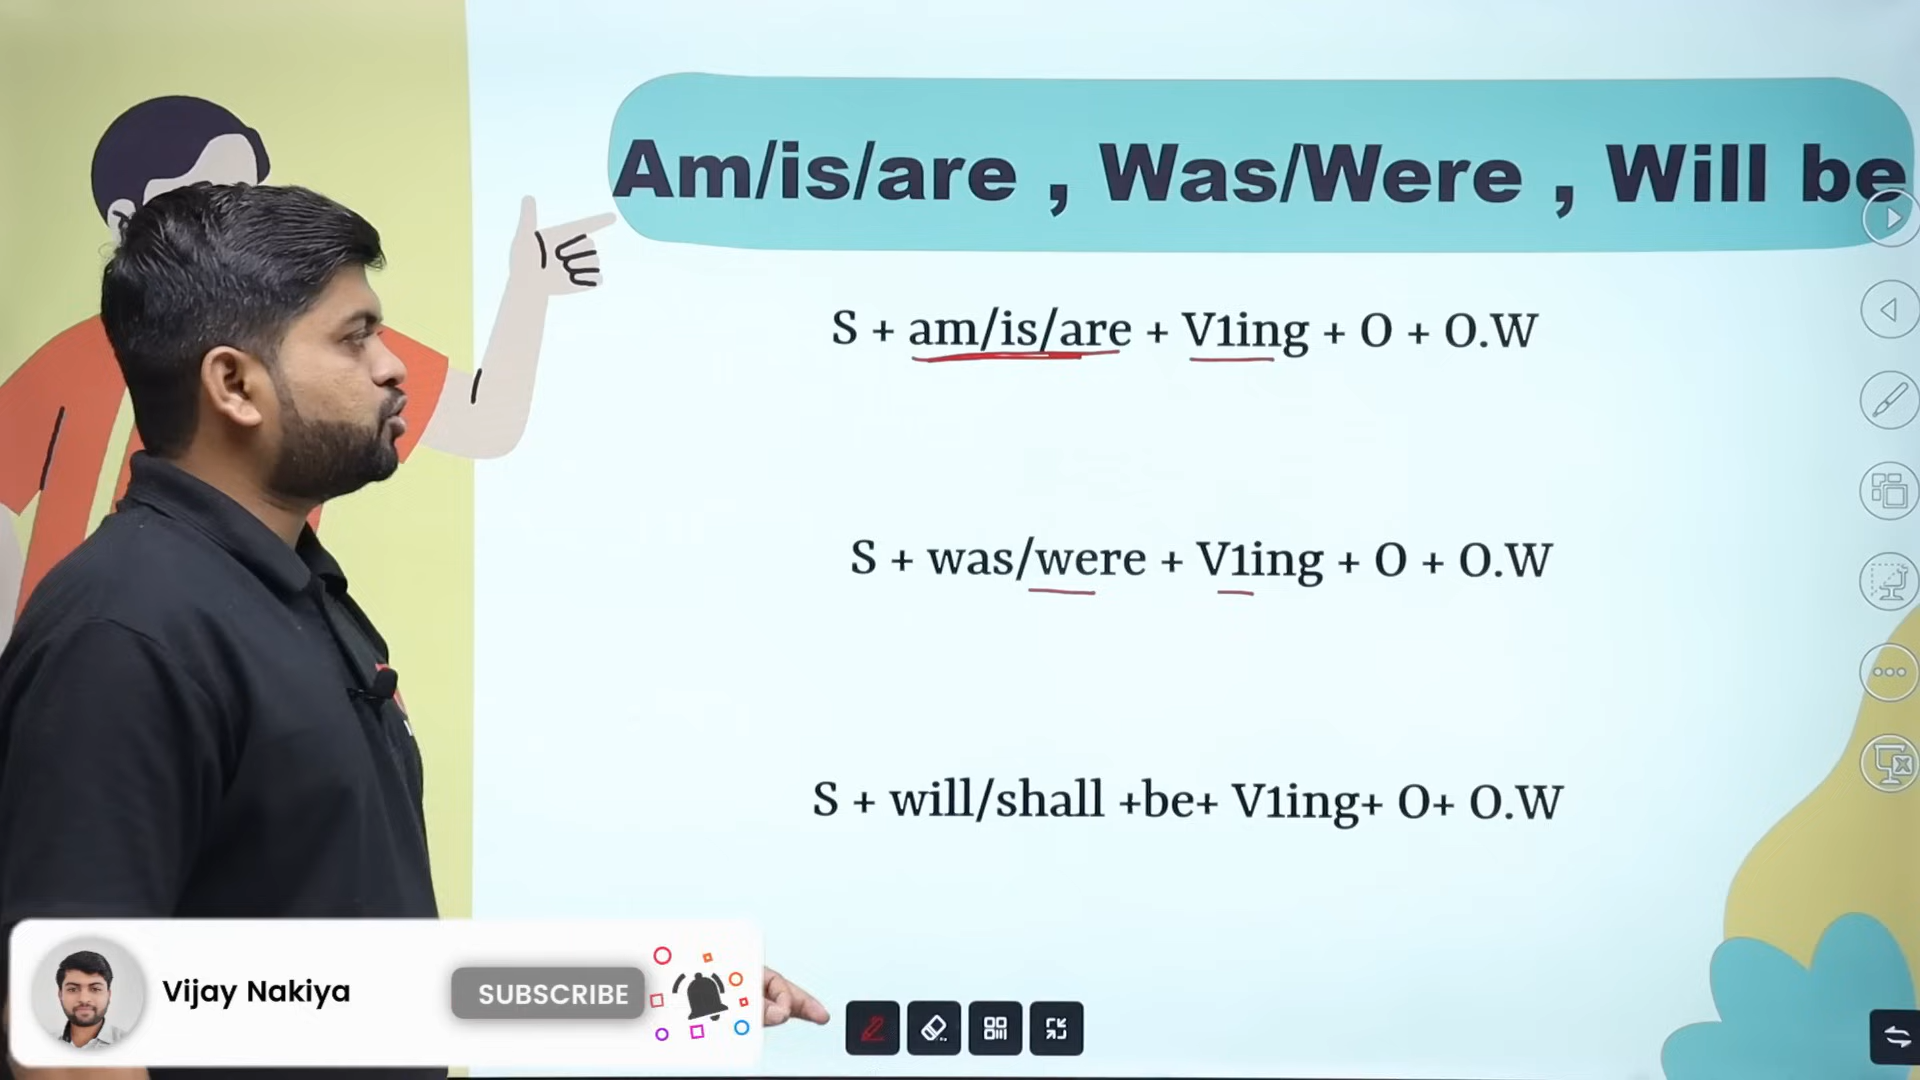 Am/is/are , Was/Were , Will be
S + am/is/are + V1ing + O + O.W
S + was/were + V1ing + O + O.W
S + will/shall +be+ V1ing+ O+ O.W
Vijay Nakiya
SUBSCRIBE